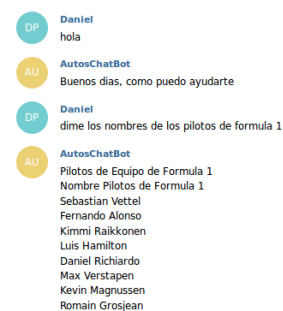 DP
Daniel
hola
AU
AutosChatBot
Buenos dias, como puedo ayudarte
DP
Daniel
dime los nombres de los pilotos de formula 1
AU
AutosChatBot
Pilotos de Equipo de Formula 1
Nombre Pilotos de Formula 1
Sebastian Vettel
Fernando Alonso
Kimmi Raikkonen
Luis Hamilton
Daniel Richiardo
Max Verstapen
Kevin Magnussen
Romain Grosjean